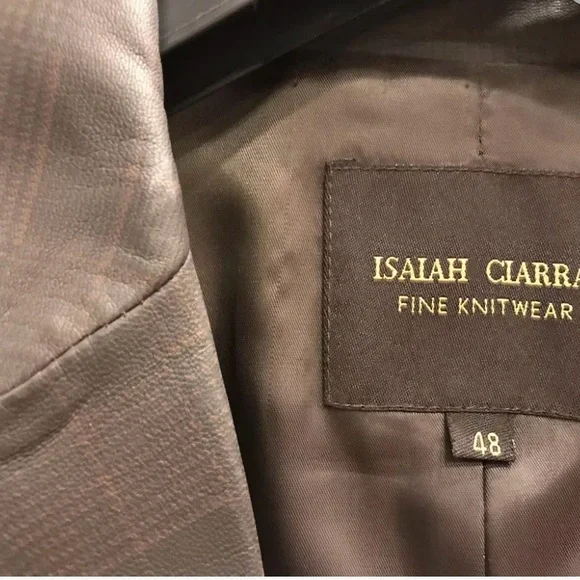 ISAIAH CIARRA
FINE KNITWEAR
48